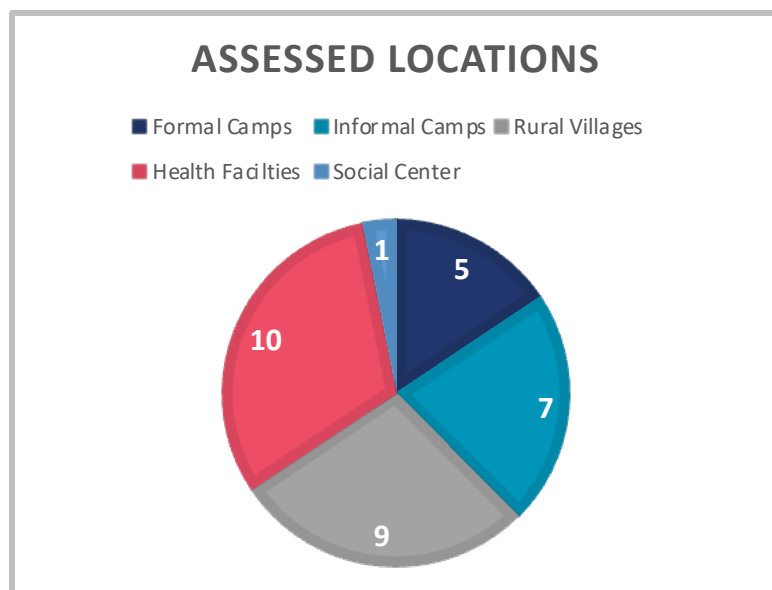 ASSESSED LOCATIONS
Formal Camps Informal Camps Rural Villages
Health Facilties Social Center
1
5
10
7
9